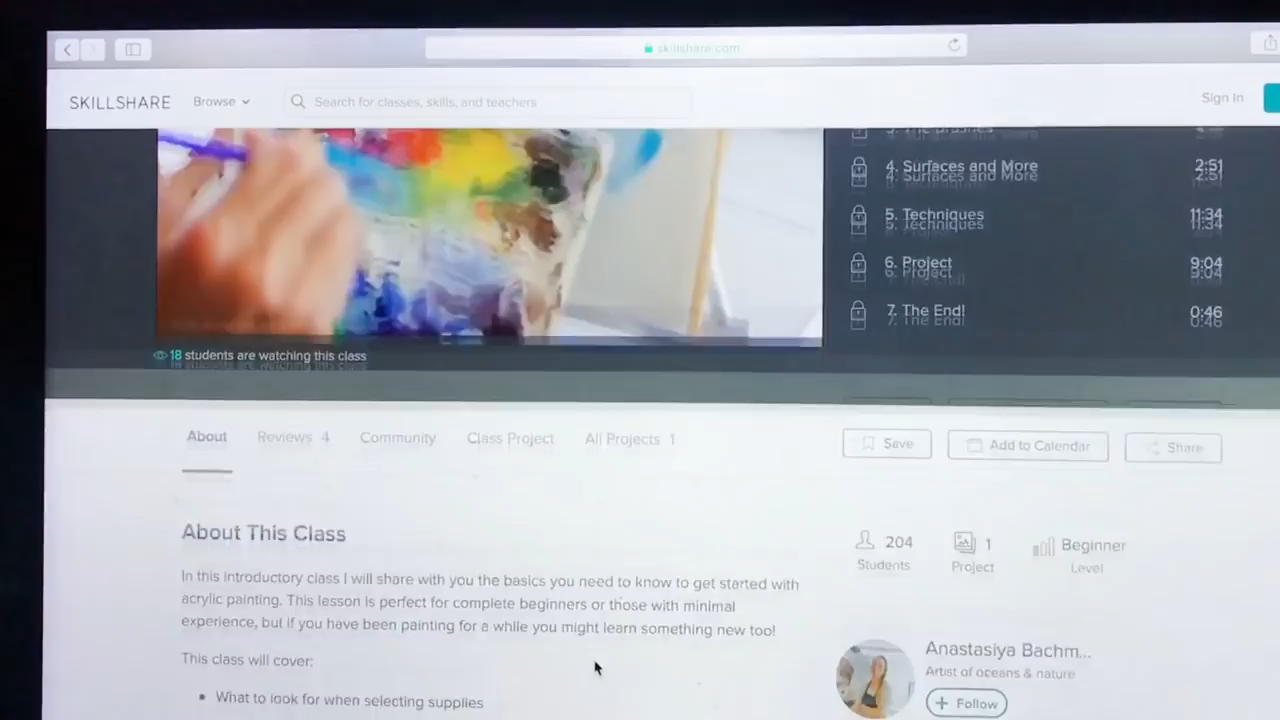 skillshare.com
SKILLSHARE Browse Search for classes, skills, and teachers Sign In
3. The Brushes
4. Surfaces and More 2:51
5. Techniques 11:34
6. Project 9:04
7. The End! 0:46
18 students are watching this class
About Reviews 4 Community Class Project All Projects 1 Save Add to Calendar Share
About This Class
In this introductory class I will share with you the basics you need to know to get started with
acrylic painting. This lesson is perfect for complete beginners or those with minimal
experience, but if you have been painting for a while you might learn something new too!
This class will cover:
• What to look for when selecting supplies
204 1 Beginner
Students Project Level
Anastasiya Bachm...
Artist of oceans & nature
+ Follow